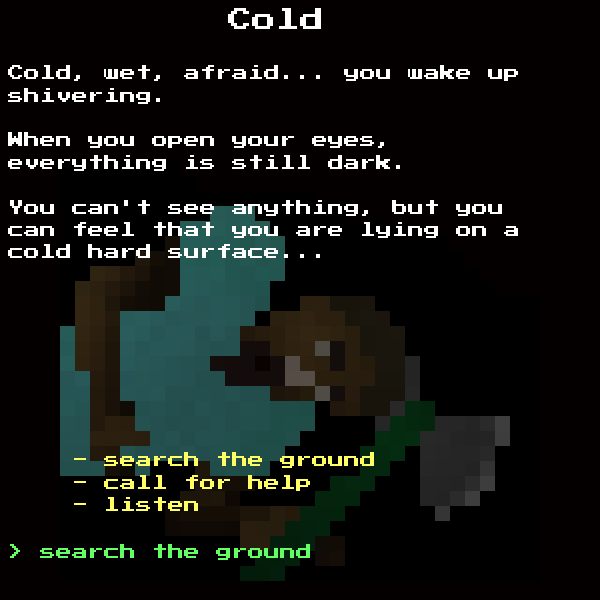 Cold
Cold, wet, afraid... you wake up
shivering.
When you open your eyes,
everything is still dark.
You can't see anything, but you
can feel that you are lying on a
cold hard surface...
- search the ground
- call for help
- listen
> search the ground